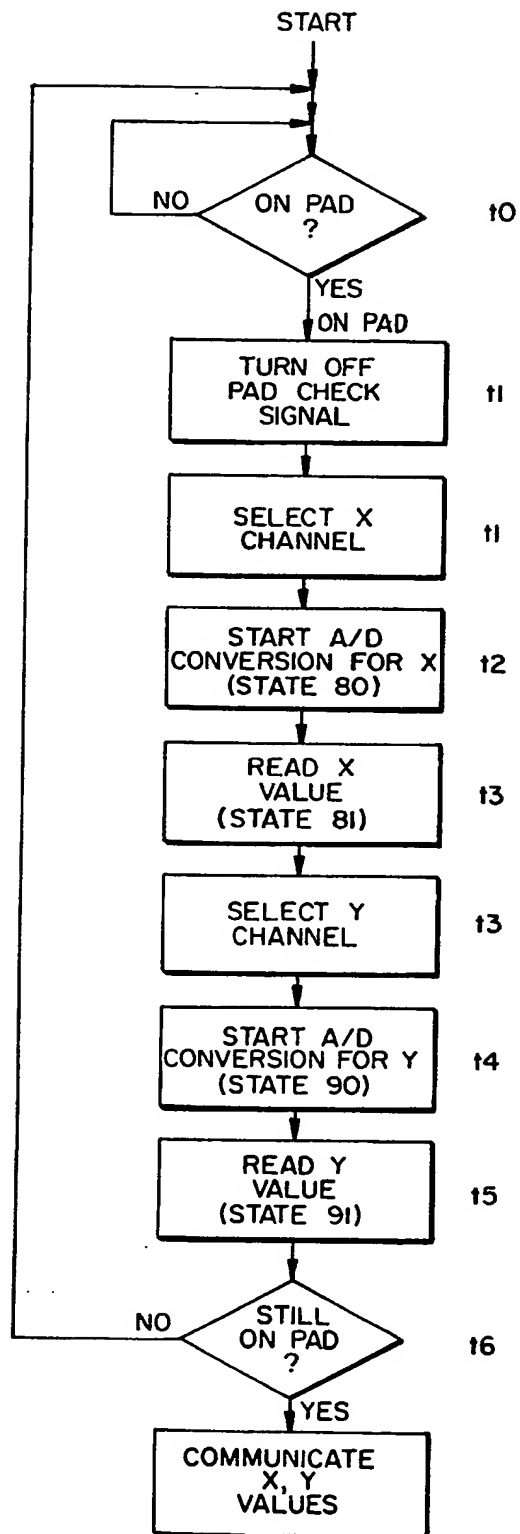 START
NO
ON PAD
?
t0
YES
ON PAD
TURN OFF
PAD CHECK
SIGNAL
t1
SELECT X
CHANNEL
t1
START A/D
CONVERSION FOR X
(STATE 80)
t2
READ X
VALUE
(STATE 81)
t3
SELECT Y
CHANNEL
t3
START A/D
CONVERSION FOR Y
(STATE 90)
t4
READ Y
VALUE
(STATE 91)
t5
NO
STILL
ON PAD
?
t6
YES
COMMUNICATE
X, Y
VALUES